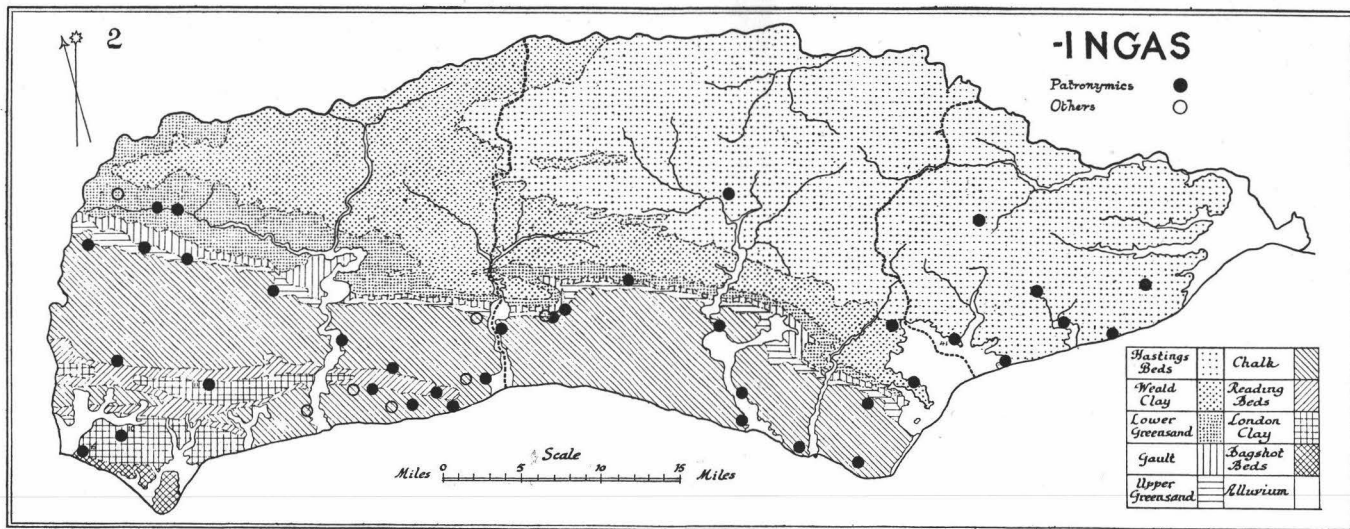 2
-INGAS
Patronymics
Others
Hastings Beds
Chalk
Weald Clay
Reading Beds
Lower Greensand
London Clay
Gault
Bagshot Beds
Upper Greensand
Alluvium
Scale
Miles 0 5 10 15 Miles